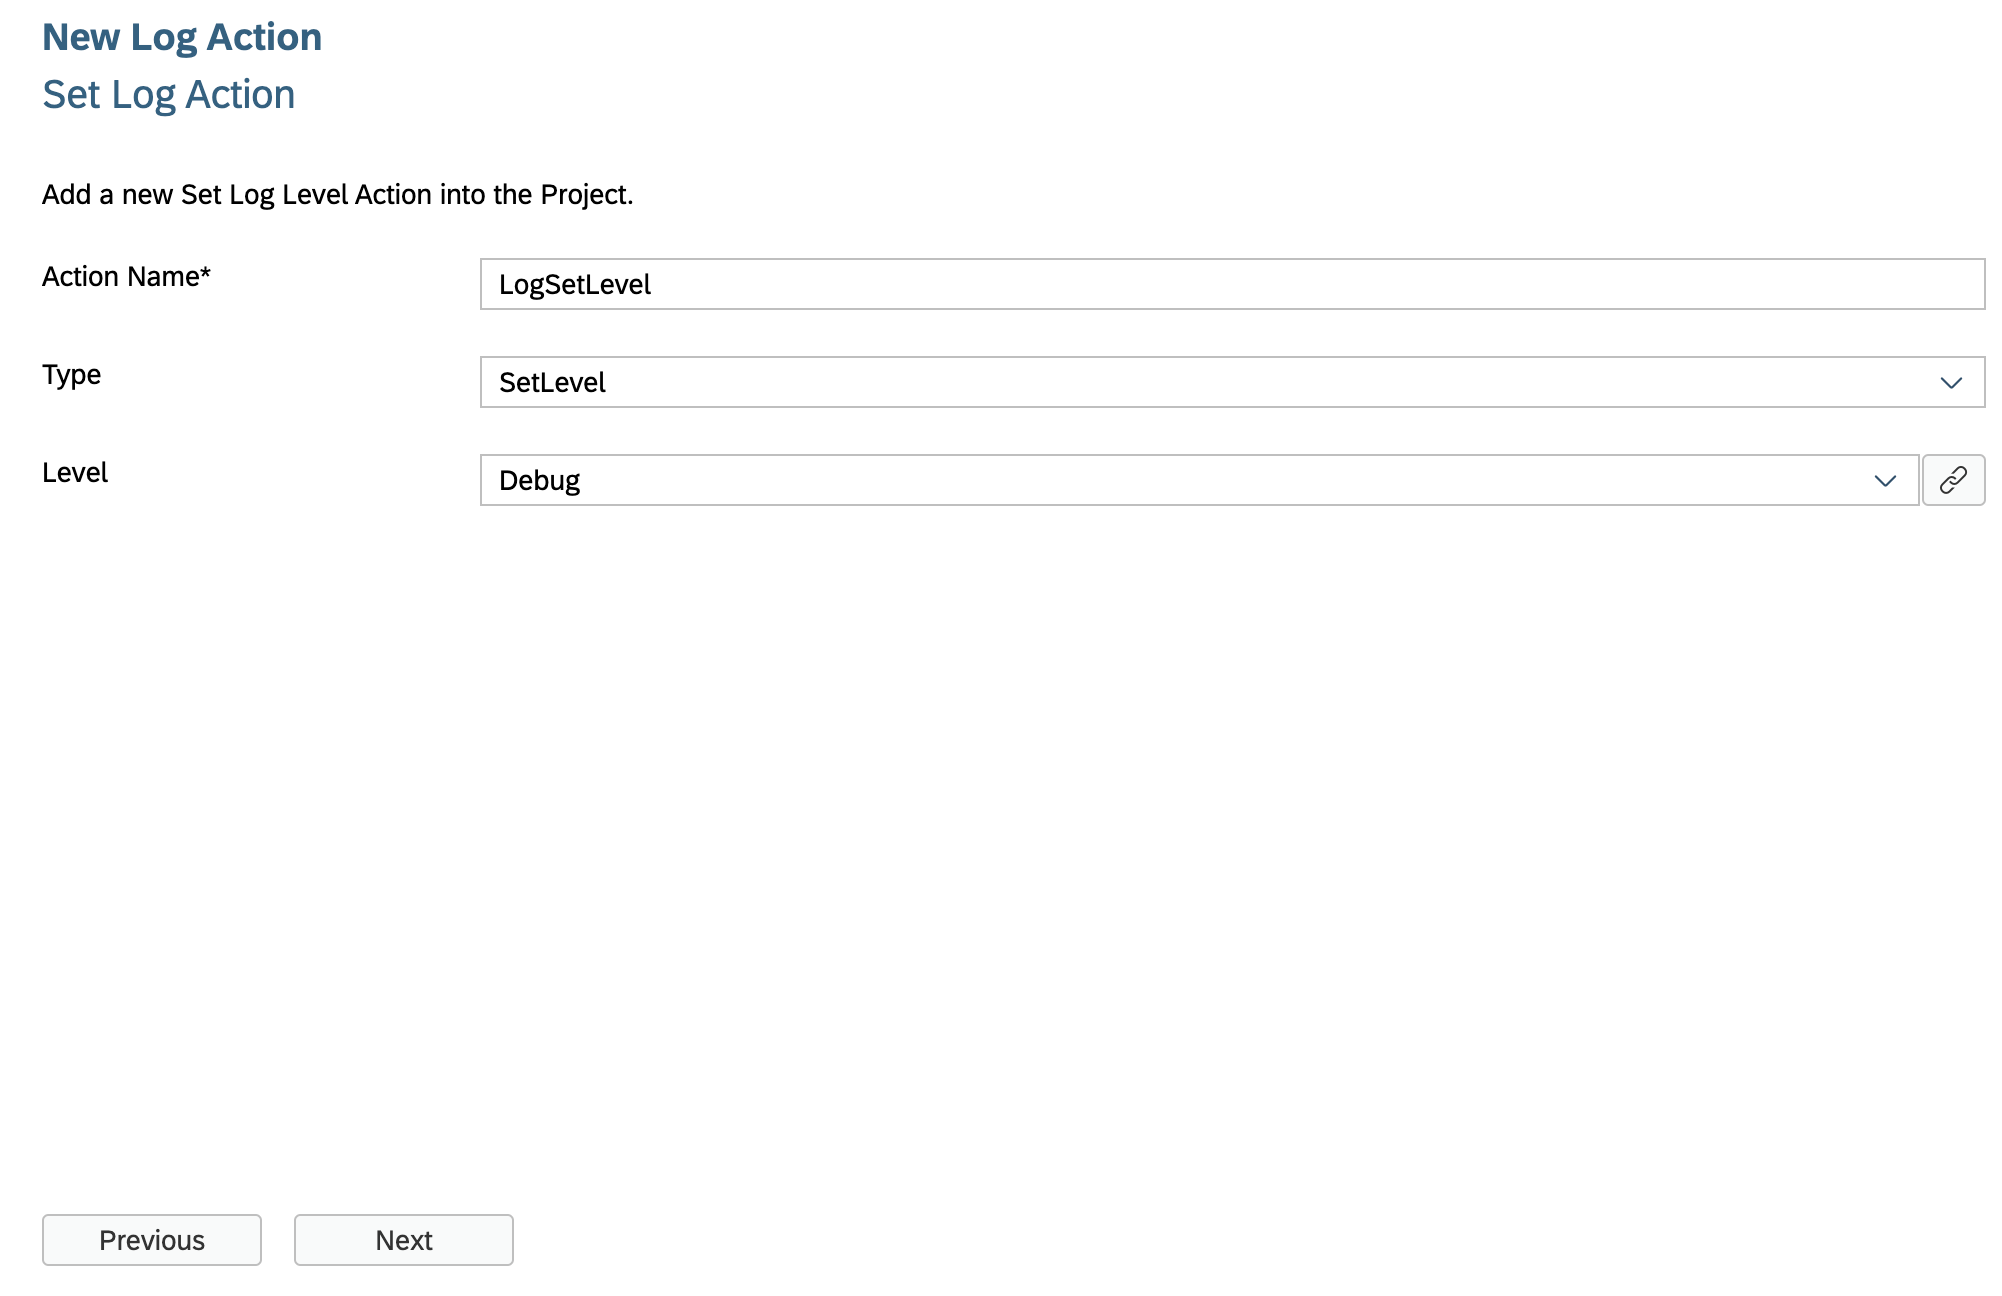 New Log Action
Set Log Action
Add a new Set Log Level Action into the Project.
Action Name*
LogSetLevel
Type
SetLevel
Level
Debug
Previous
Next